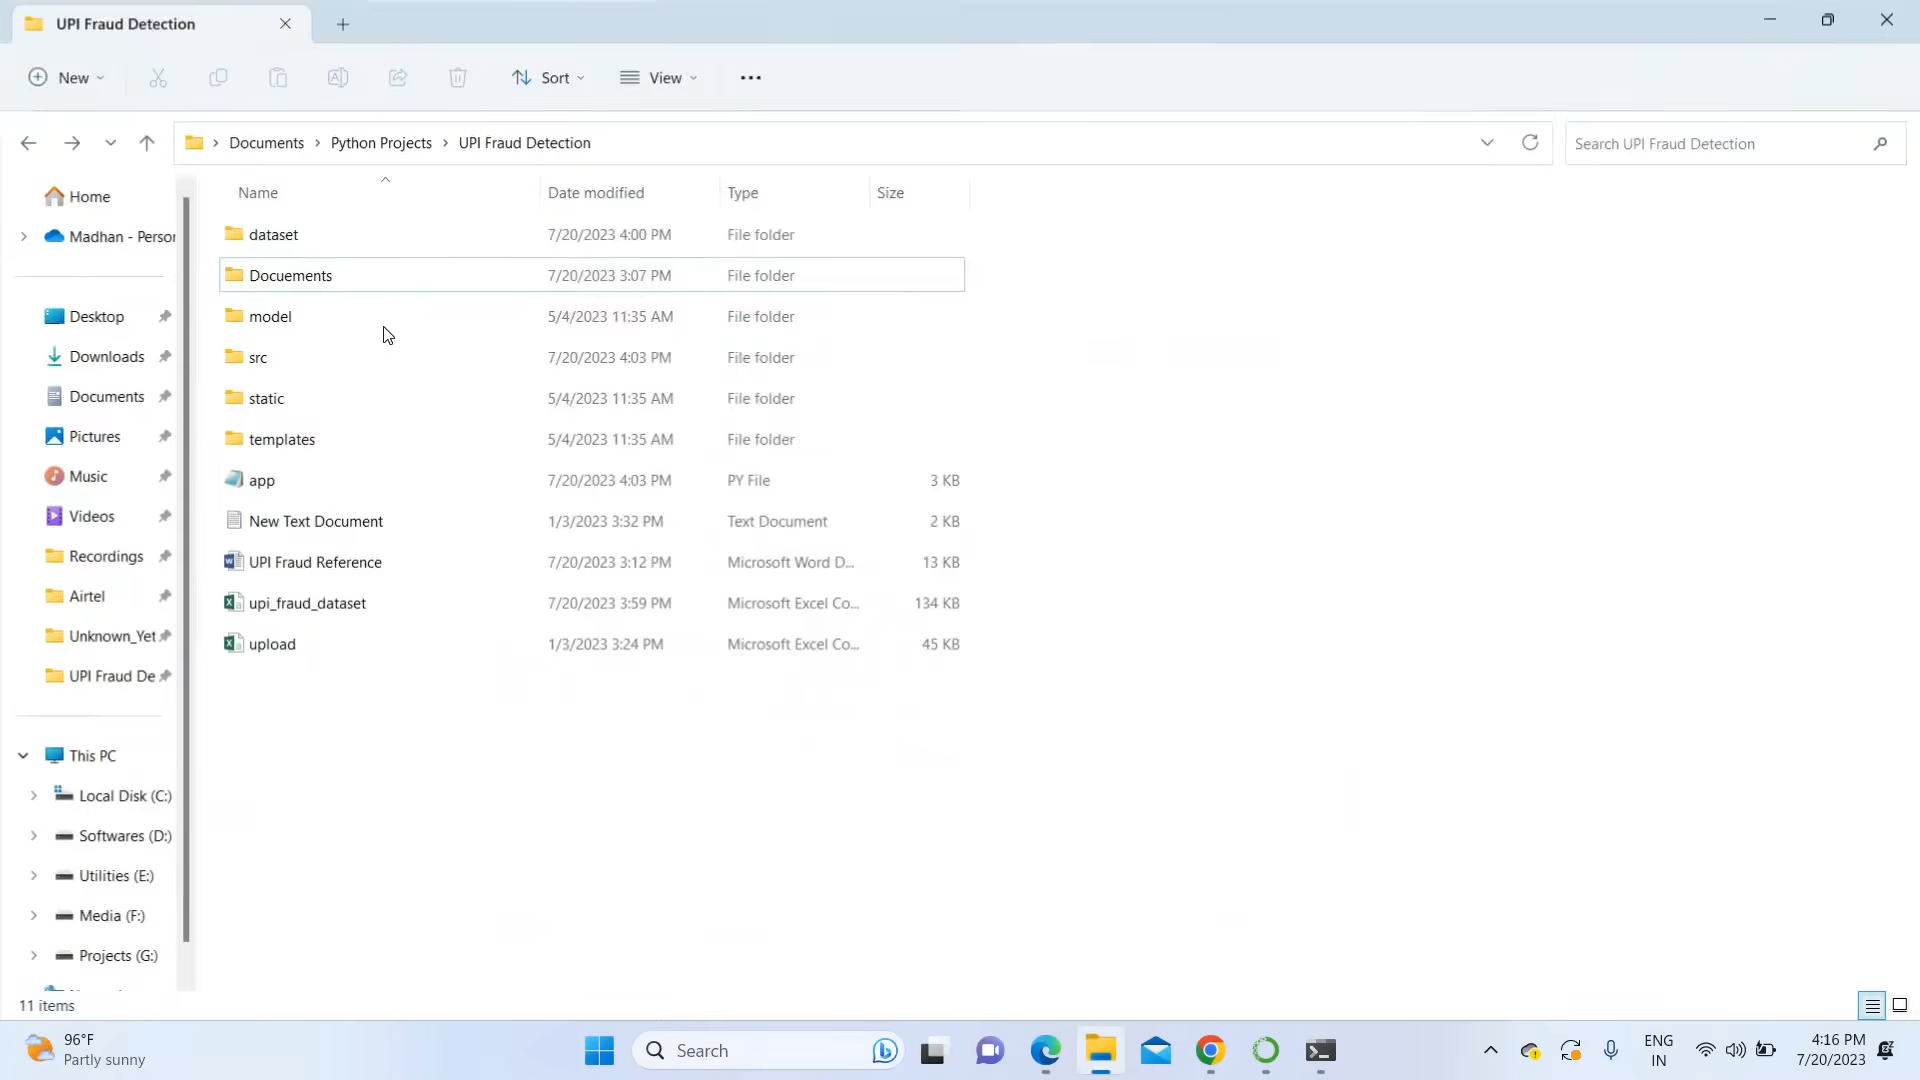 UPI Fraud Detection
New
Sort
View
Documents
Python Projects
UPI Fraud Detection
Search UPI Fraud Detection
Name
Date modified
Type
Size
Home
Madhan - Person
Desktop
Downloads
Documents
Pictures
Music
Videos
Recordings
Airtel
Unknown_Yet
UPI Fraud De
This PC
Local Disk (C:)
Softwares (D:)
Utilities (E:)
Media (F:)
Projects (G:)
dataset 7/20/2023 4:00 PM File folder
Docuements 7/20/2023 3:07 PM File folder
model 5/4/2023 11:35 AM File folder
src 7/20/2023 4:03 PM File folder
static 5/4/2023 11:35 AM File folder
templates 5/4/2023 11:35 AM File folder
app 7/20/2023 4:03 PM PY File 3 KB
New Text Document 1/3/2023 3:32 PM Text Document 2 KB
UPI Fraud Reference 7/20/2023 3:12 PM Microsoft Word D... 13 KB
upi_fraud_dataset 7/20/2023 3:59 PM Microsoft Excel Co... 134 KB
upload 1/3/2023 3:24 PM Microsoft Excel Co... 45 KB
11 items
96°F
Partly sunny
Search
ENG
IN
4:16 PM
7/20/2023